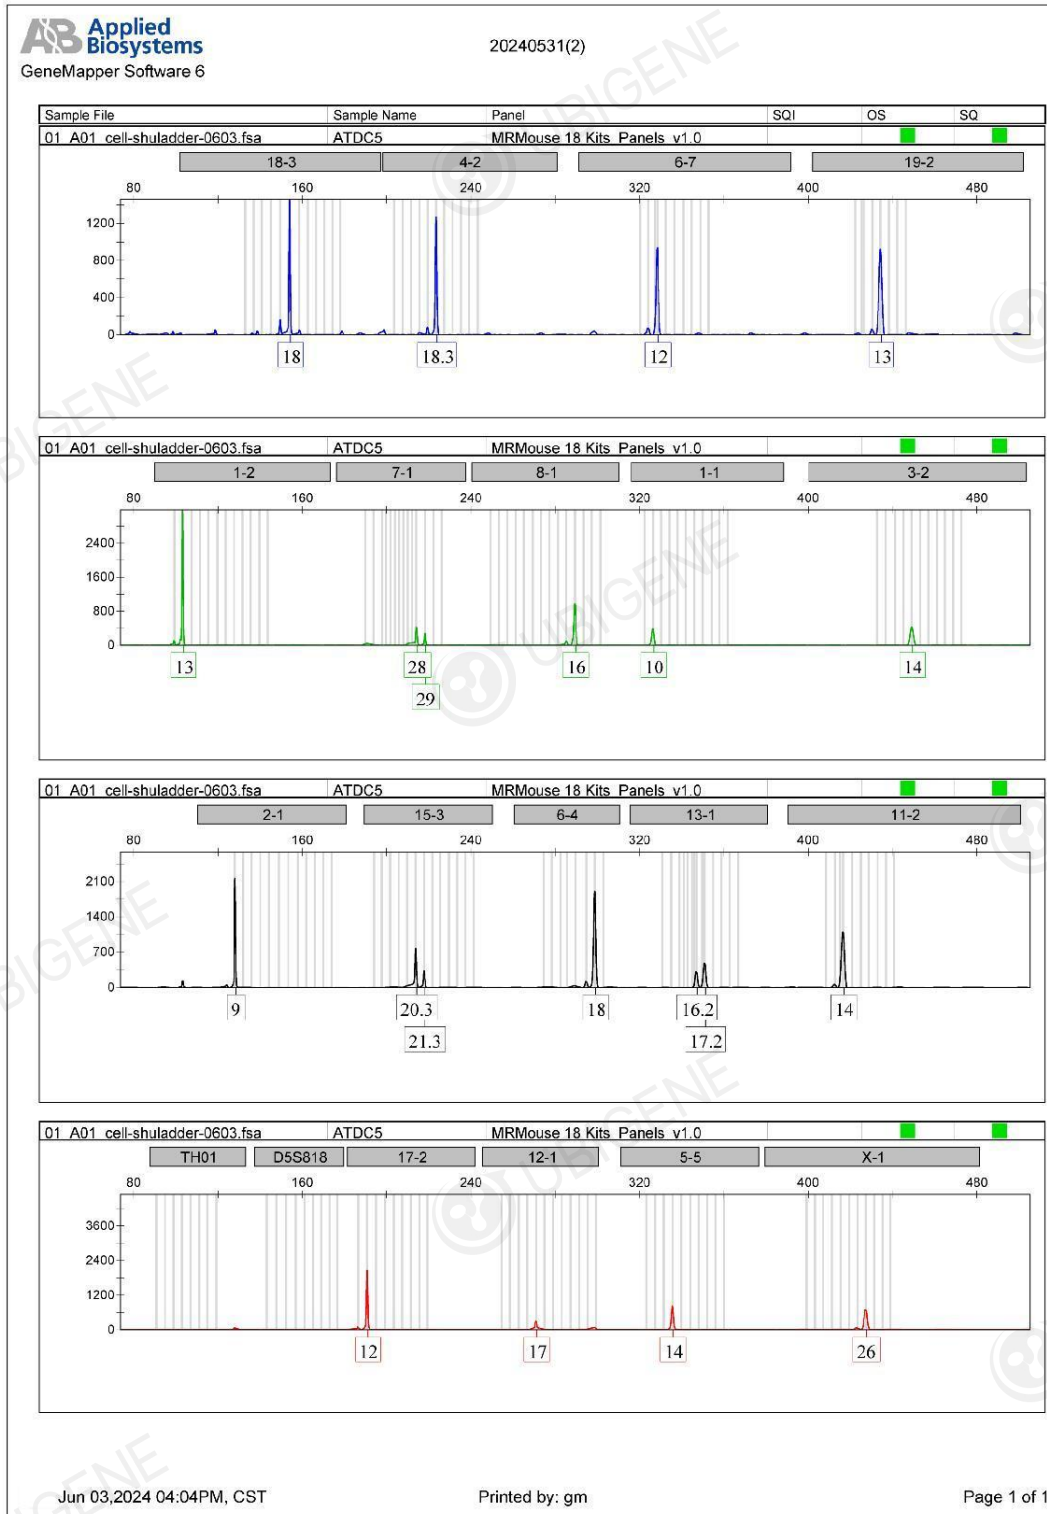 AB Applied Biosystems
20240531(2)
GeneMapper Software 6
Sample File Sample Name Panel SQI OS SQ
01_A01_cell-shuladder-0603.fsa ATDC5 MRMouse 18 Kits_Panels_v1.0
18-3 4-2 6-7 19-2
80 160 240 320 400 480
1200
800
400
0
18 18.3 12 13
01_A01_cell-shuladder-0603.fsa ATDC5 MRMouse 18 Kits_Panels_v1.0
1-2 7-1 8-1 1-1 3-2
80 160 240 320 400 480
2400
1600
800
0
13 28 16 10 14
29
01_A01_cell-shuladder-0603.fsa ATDC5 MRMouse 18 Kits_Panels_v1.0
2-1 15-3 6-4 13-1 11-2
80 160 240 320 400 480
2100
1400
700
0
9 20.3 18 16.2 14
21.3 17.2
01_A01_cell-shuladder-0603.fsa ATDC5 MRMouse 18 Kits_Panels_v1.0
TH01 D5S818 17-2 12-1 5-5 X-1
80 160 240 320 400 480
3600
2400
1200
0
12 17 14 26
Jun 03,2024 04:04PM, CST Printed by: gm Page 1 of 1
UBIGENE
UBIGENE
UBIGENE
UBIGENE
UBIGENE
UBIGENE